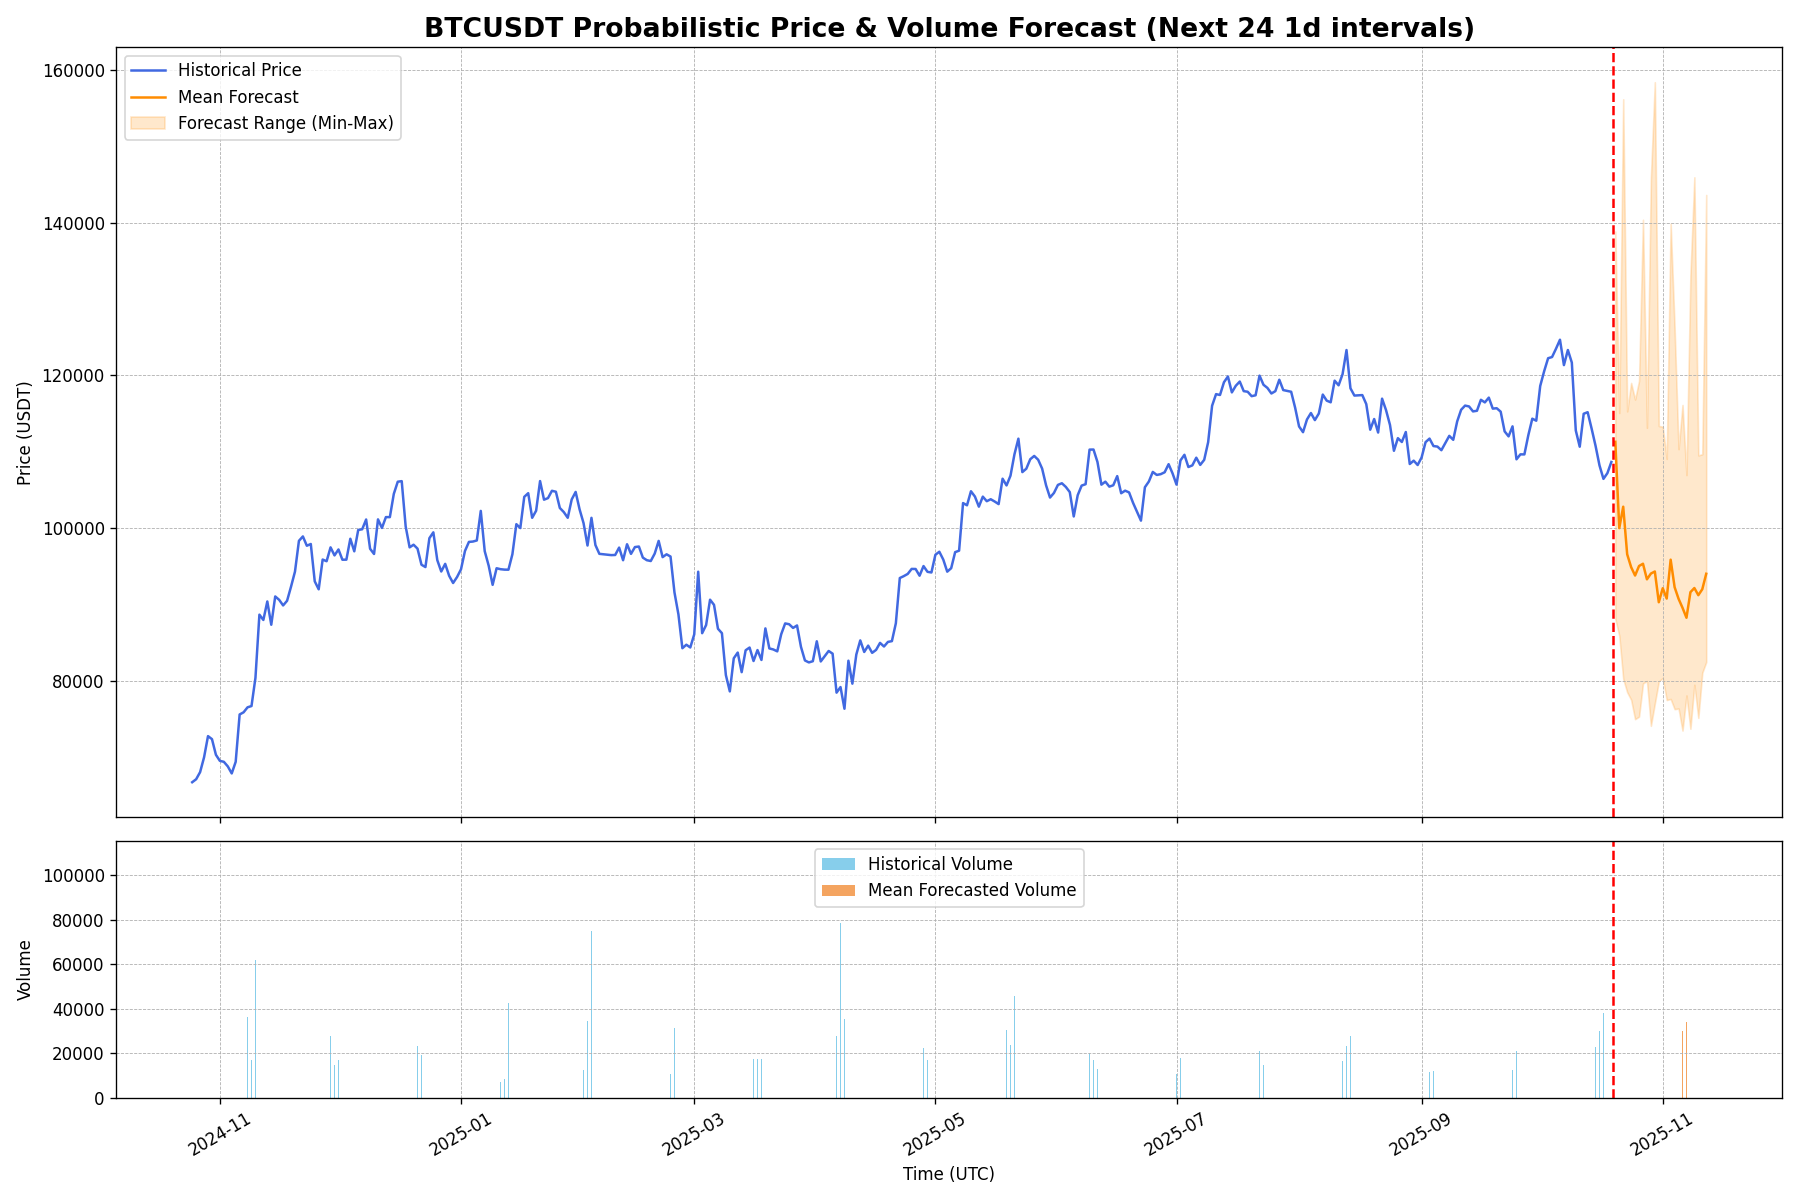 BTCUSDT Probabilistic Price & Volume Forecast (Next 24 1d intervals)
Historical Price
Mean Forecast
Forecast Range (Min-Max)
160000
140000
120000
100000
80000
Price (USDT)
Historical Volume
Mean Forecasted Volume
100000
80000
60000
40000
20000
0
Volume
2024-11
2025-01
2025-03
2025-05
2025-07
2025-09
2025-11
Time (UTC)